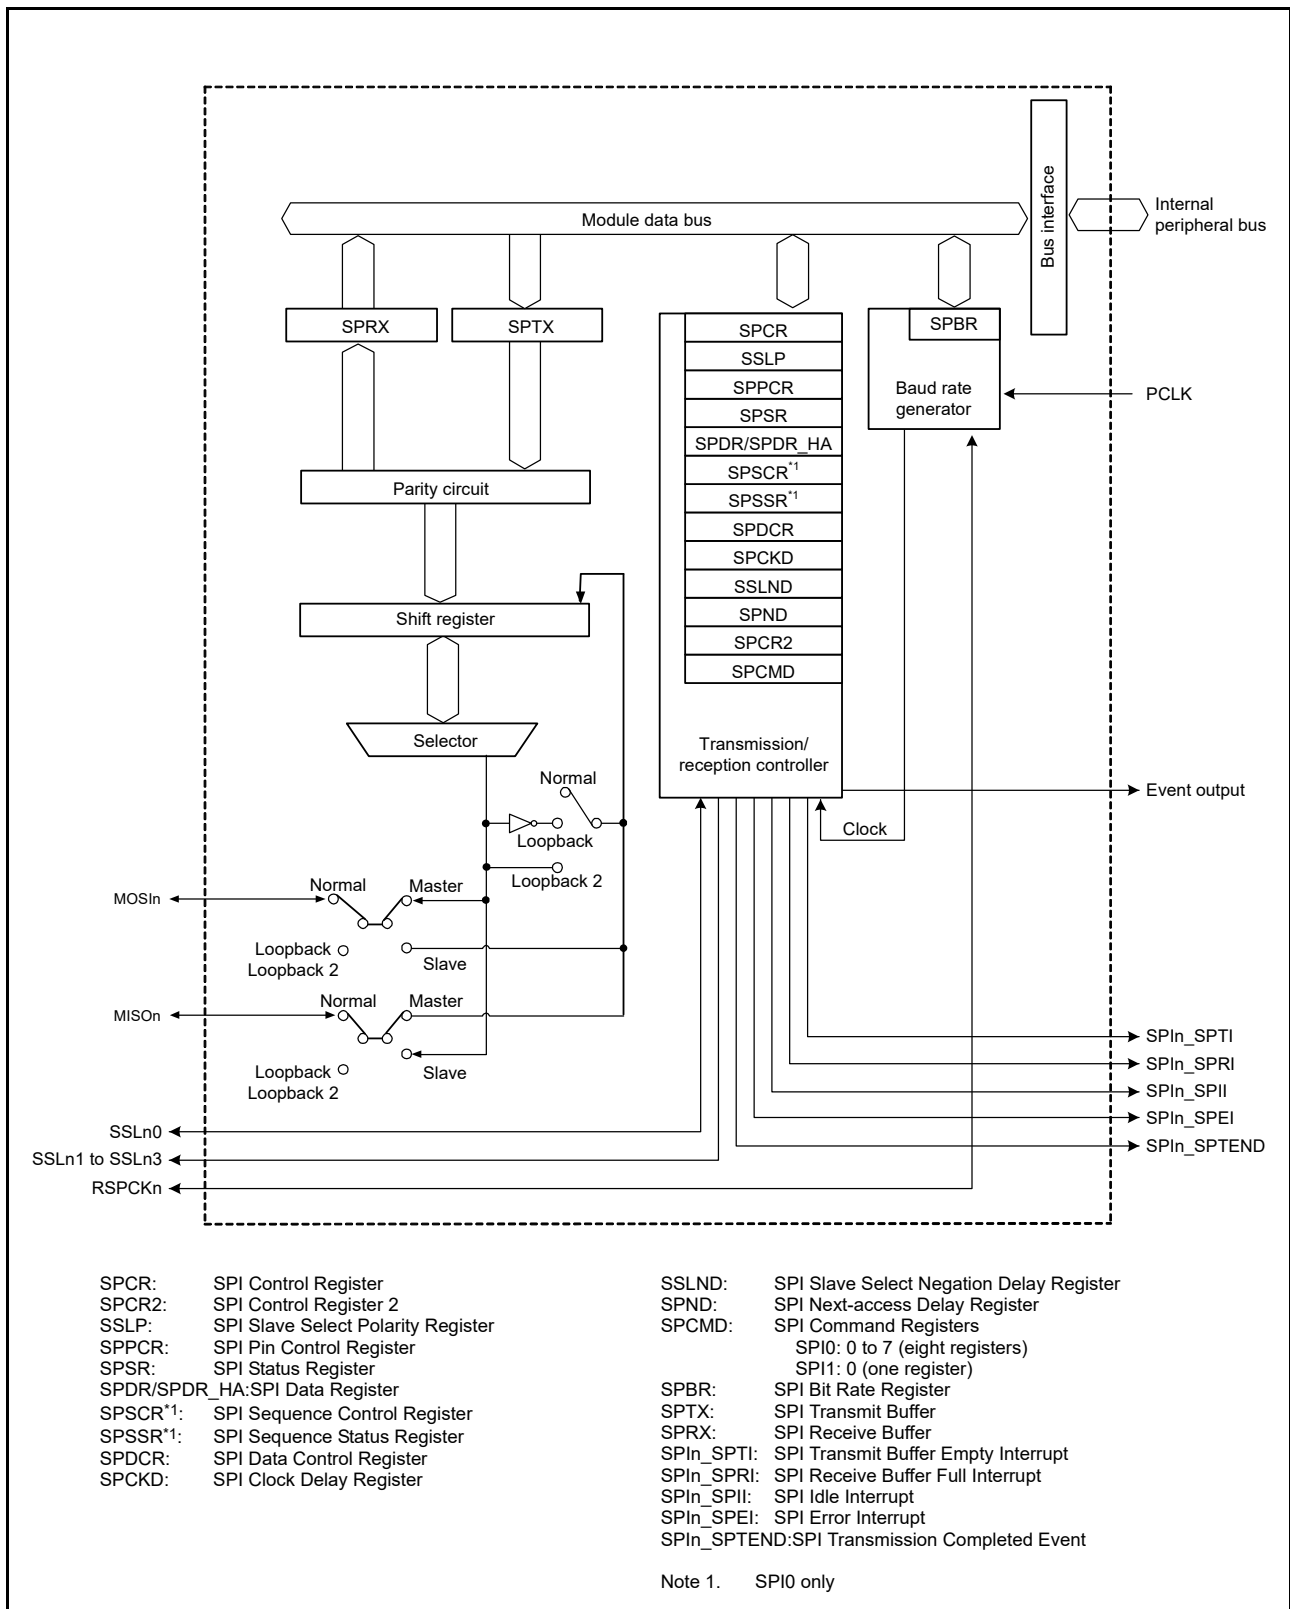 Bus interface
Internal
peripheral bus
Module data bus
SPRX
SPTX
SPCR
SSLP
SPPCR
SPSR
SPDR/SPDR_HA
SPSCR*1
SPSSR*1
SPDCR
SPCKD
SSLND
SPND
SPCR2
SPCMD
Transmission/
reception controller
SPBR
Baud rate
generator
PCLK
Parity circuit
Shift register
Selector
Normal
Loopback
Loopback 2
Event output
Clock
MOSIn
Normal
Master
Loopback
Loopback 2
Slave
MISOn
Normal
Master
Loopback
Loopback 2
Slave
SPIn_SPTI
SPIn_SPRI
SPIn_SPII
SPIn_SPEI
SPIn_SPTEND
SSLn0
SSLn1 to SSLn3
RSPCKn
SPCR: SPI Control Register
SPCR2: SPI Control Register 2
SSLP: SPI Slave Select Polarity Register
SPPCR: SPI Pin Control Register
SPSR: SPI Status Register
SPDR/SPDR_HA:SPI Data Register
SPSCR*1: SPI Sequence Control Register
SPSSR*1: SPI Sequence Status Register
SPDCR: SPI Data Control Register
SPCKD: SPI Clock Delay Register
SSLND: SPI Slave Select Negation Delay Register
SPND: SPI Next-access Delay Register
SPCMD: SPI Command Registers
SPI0: 0 to 7 (eight registers)
SPI1: 0 (one register)
SPBR: SPI Bit Rate Register
SPTX: SPI Transmit Buffer
SPRX: SPI Receive Buffer
SPIn_SPTI: SPI Transmit Buffer Empty Interrupt
SPIn_SPRI: SPI Receive Buffer Full Interrupt
SPIn_SPII: SPI Idle Interrupt
SPIn_SPEI: SPI Error Interrupt
SPIn_SPTEND:SPI Transmission Completed Event
Note 1. SPI0 only